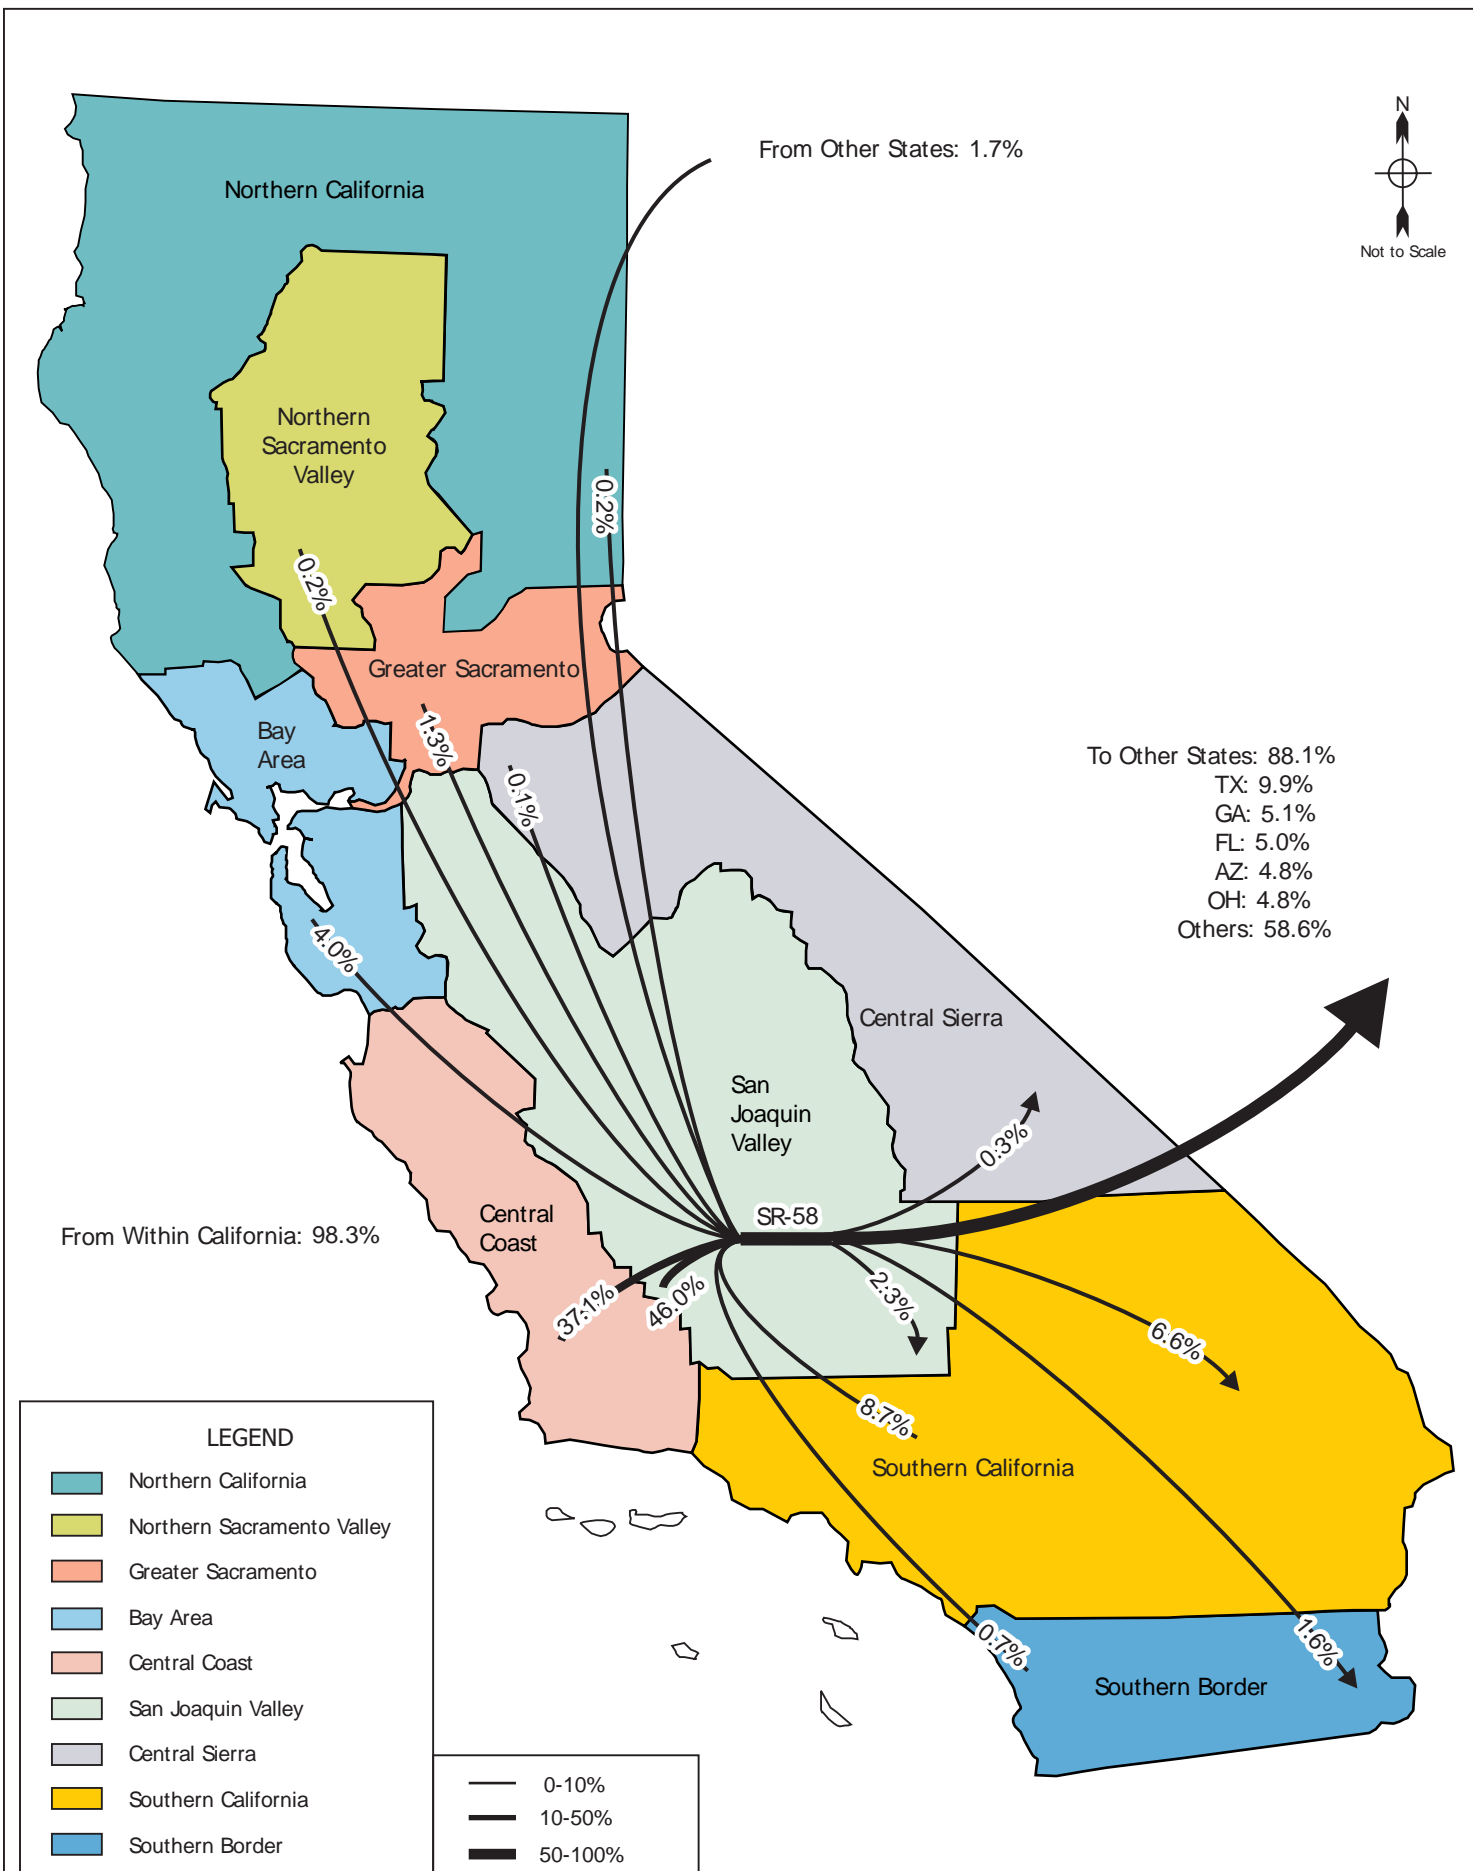 N
Not to Scale
From Other States: 1.7%
Northern California
Northern
Sacramento
Valley
0.2%
0.2%
Greater Sacramento
1.3%
Bay
Area
0.1%
To Other States: 88.1%
TX: 9.9%
GA: 5.1%
FL: 5.0%
AZ: 4.8%
OH: 4.8%
Others: 58.6%
4.0%
Central Sierra
San
Joaquin
Valley
0.3%
From Within California: 98.3%
Central
Coast
SR-58
37.1%
46.0%
2.3%
6.6%
8.7%
Southern California
0.7%
1.6%
Southern Border
LEGEND
Northern California
Northern Sacramento Valley
Greater Sacramento
Bay Area
Central Coast
San Joaquin Valley
Central Sierra
Southern California
Southern Border
0-10%
10-50%
50-100%